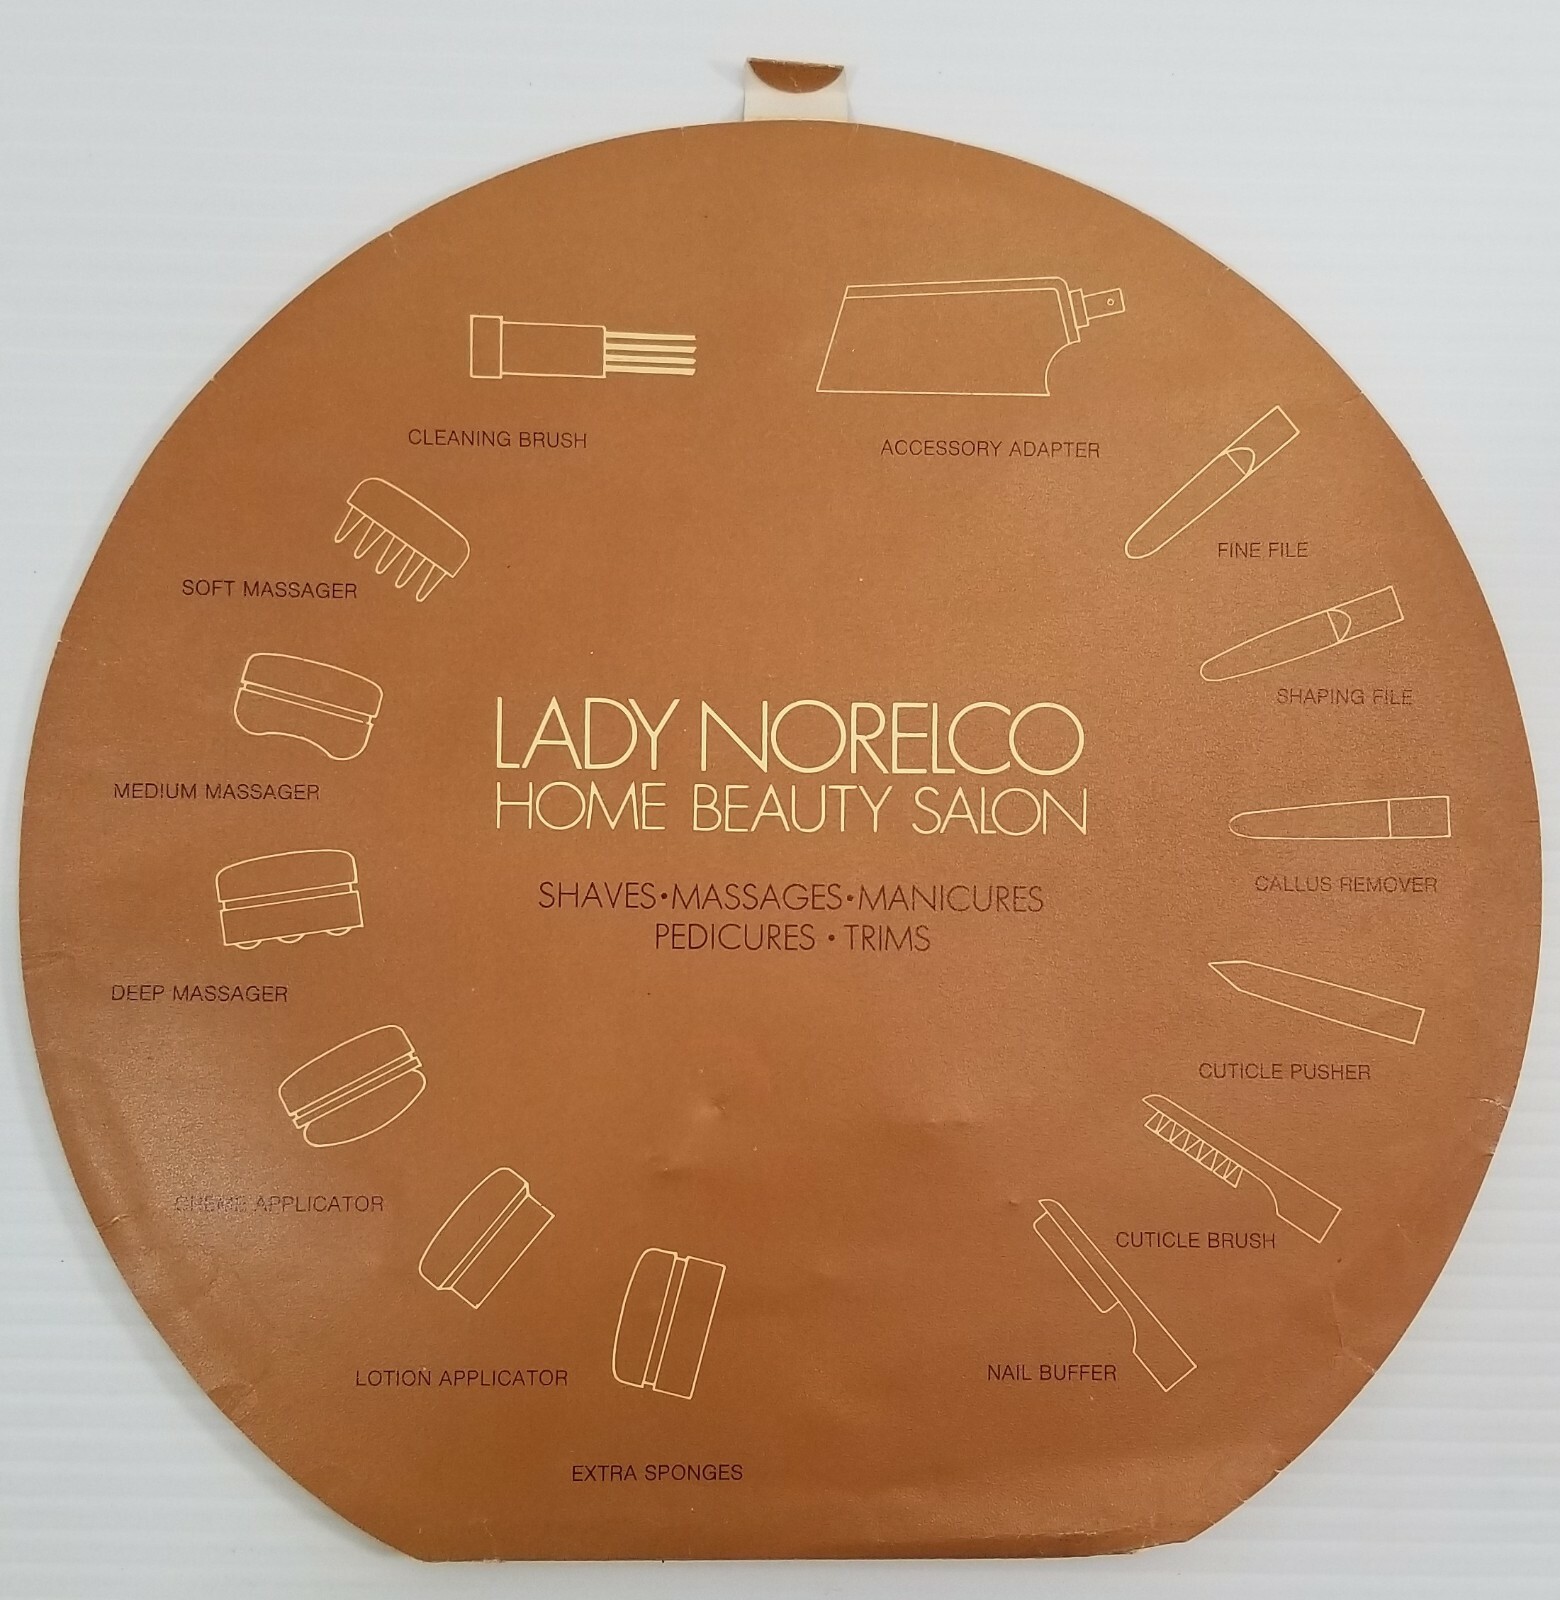 CLEANING BRUSH
ACCESSORY ADAPTER
FINE FILE
SOFT MASSAGER
SHAPING FILE
LADY NORELCO
HOME BEAUTY SALON
MEDIUM MASSAGER
CALLUS REMOVER
SHAVES•MASSAGES•MANICURES
PEDICURES • TRIMS
DEEP MASSAGER
CUTICLE PUSHER
APPLICATOR
CUTICLE BRUSH
LOTION APPLICATOR
NAIL BUFFER
EXTRA SPONGES